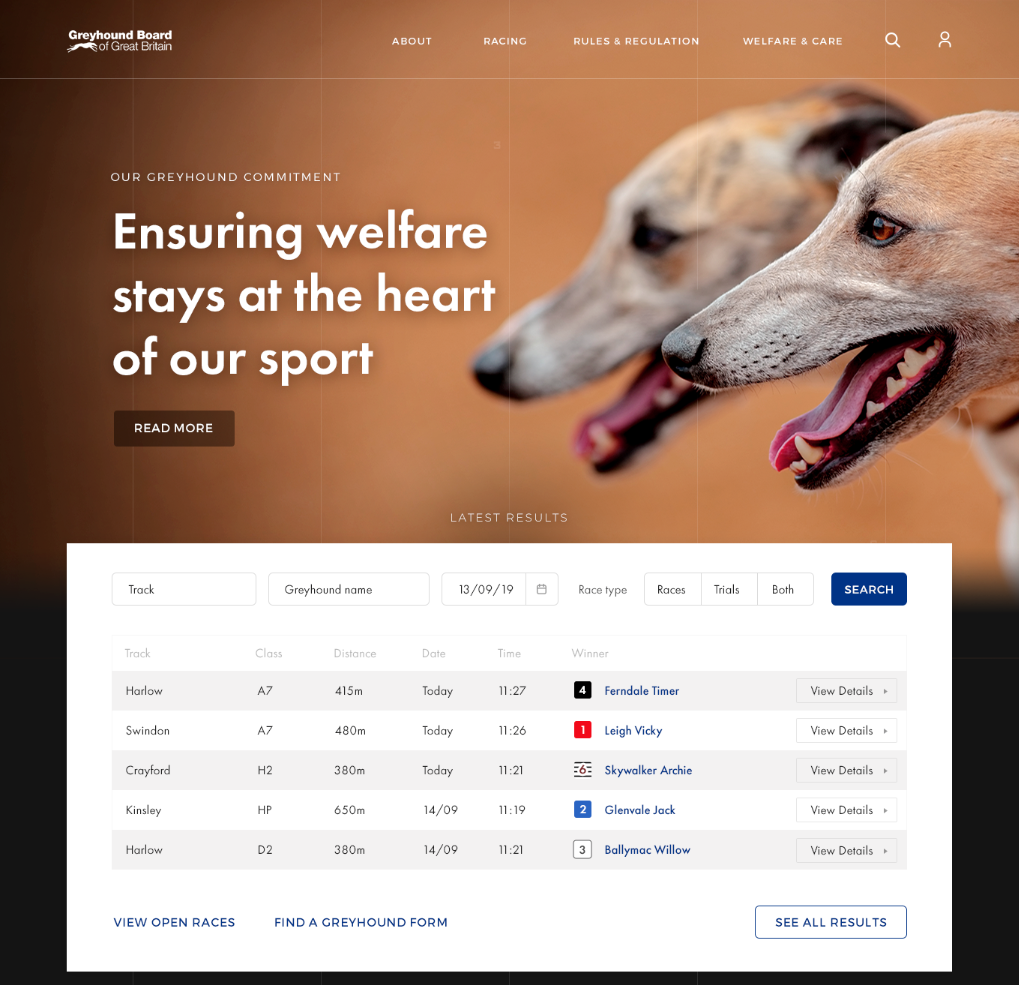 Greyhound Board
of Great Britain
ABOUT RACING RULES & REGULATION WELFARE & CARE
3
OUR GREYHOUND COMMITMENT
Ensuring welfare
stays at the heart
of our sport
READ MORE
LATEST RESULTS
Track Greyhound name 13/09/19 Race type Races Trials Both SEARCH
Track Class Distance Date Time Winner
Harlow A7 415m Today 11:27 4 Ferndale Timer View Details
Swindon A7 480m Today 11:26 1 Leigh Vicky View Details
Crayford H2 380m Today 11:21 6 Skywalker Archie View Details
Kinsley HP 650m 14/09 11:19 2 Glenvale Jack View Details
Harlow D2 380m 14/09 11:21 3 Ballymac Willow View Details
VIEW OPEN RACES FIND A GREYHOUND FORM SEE ALL RESULTS